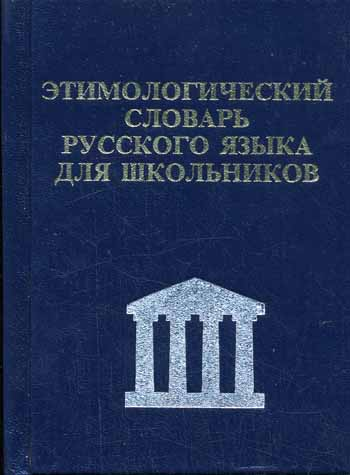 ЭТИМОЛОГИЧЕСКИЙ
СЛОВАРЬ
РУССКОГО ЯЗЫКА
ДЛЯ ШКОЛЬНИКОВ